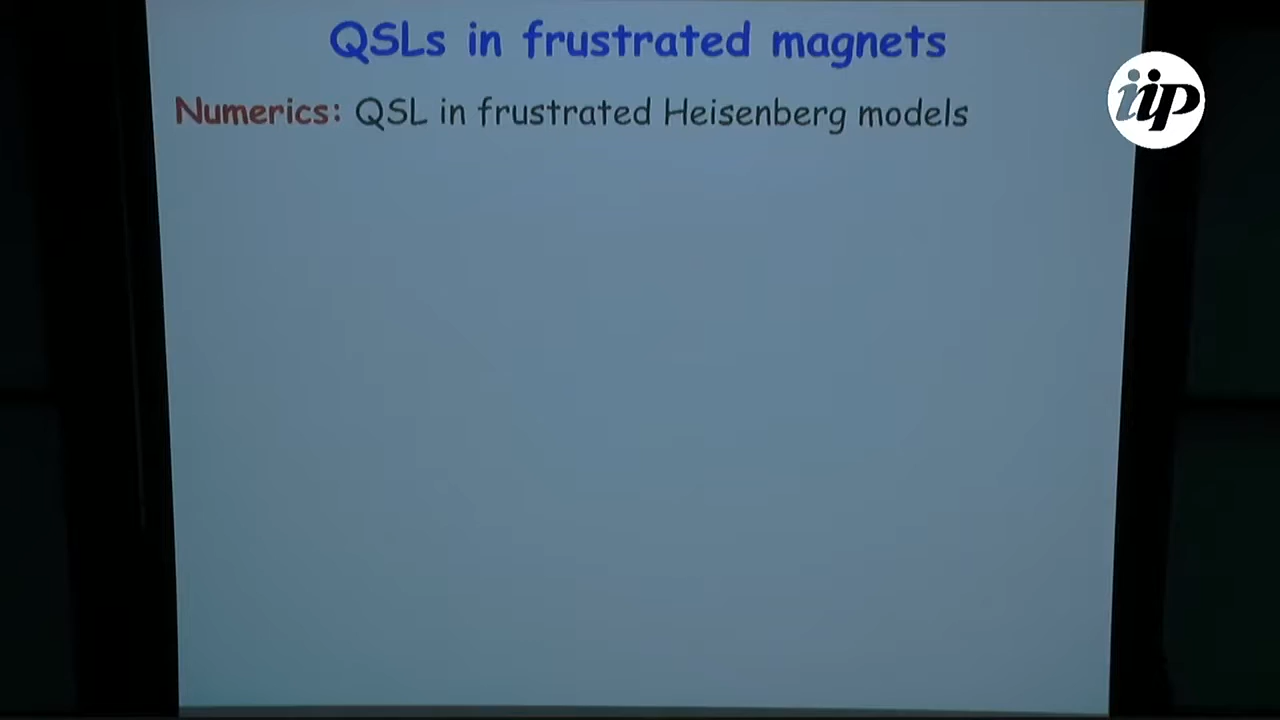 QSLs in frustrated magnets
Numerics: QSL in frustrated Heisenberg models
iip